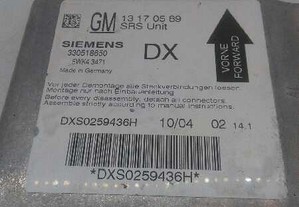 GM 13 17 05 89
SRS Unit
SIEMENS DX
330518650
5WK4 3471
Made in Germany
VORNE
FORWARD
Vor jeder Demontage alle Steckverbindungen lösen
Montage nur nach Einbauanleitung
Before every disassembly, detach all connectors.
Assemble strictly according to manual instructions.
DXS0259436H 10/04 02 14.1
*DXS0259436H*